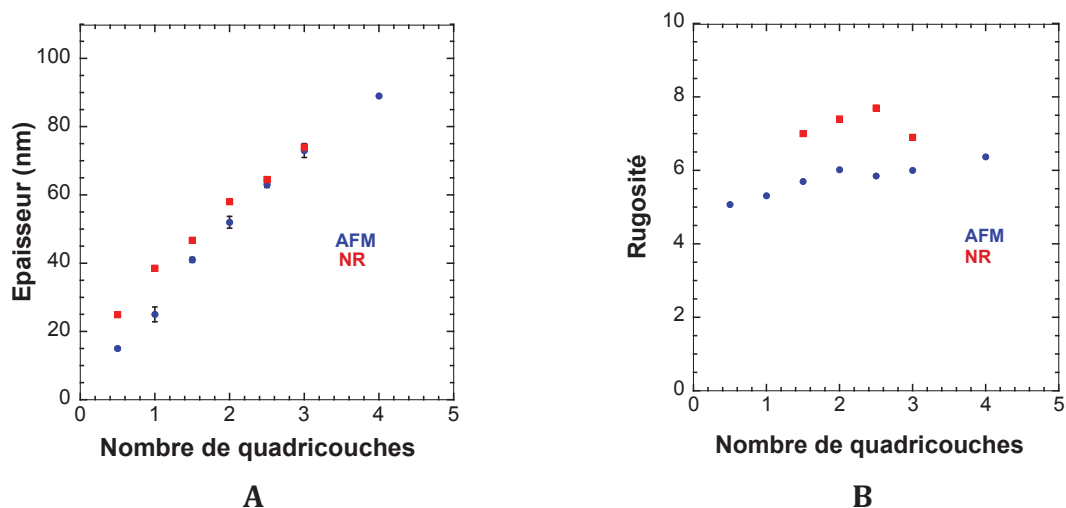 Epaisseur (nm)
100
80
60
40
20
0
0 1 2 3 4 5
Nombre de quadricouches
AFM
NR
A
Rugosité
10
8
6
4
2
0
0 1 2 3 4 5
Nombre de quadricouches
AFM
NR
B